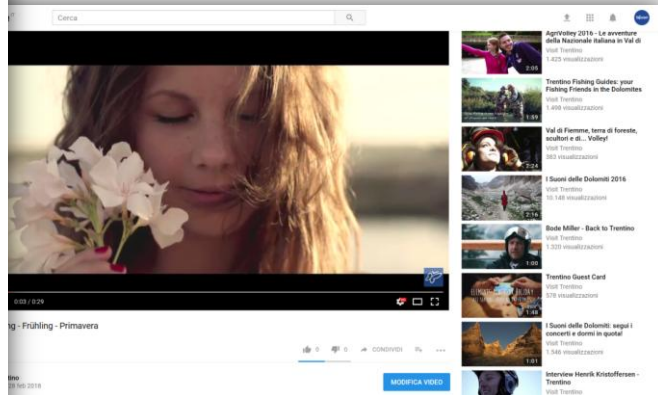 Cerca
AgriVolley 2016 - Le avventure
della Nazionale italiana in Val di
Visit Trentino
1.425 visualizzazioni
2:09
Trentino Fishing Guides: your
Fishing Friends in the Dolomites
Visit Trentino
1.498 visualizzazioni
1:59
Val di Fiemme, terra di foreste,
scultori e di... Volley!
Visit Trentino
383 visualizzazioni
2:24
I Suoni delle Dolomiti 2016
Visit Trentino
10.148 visualizzazioni
2:16
Bode Miller - Back to Trentino
Visit Trentino
1.320 visualizzazioni
1:00
Trentino Guest Card
Visit Trentino
578 visualizzazioni
1:48
I Suoni delle Dolomiti: segui i
concerti e dormi in quota!
Visit Trentino
1.546 visualizzazioni
1:01
Interview Henrik Kristoffersen -
Trentino
Visit Trentino
0:03 / 0:29
ng - Frühling - Primavera
0 0 CONDIVIDI
tino
28 feb 2018
MODIFICA VIDEO